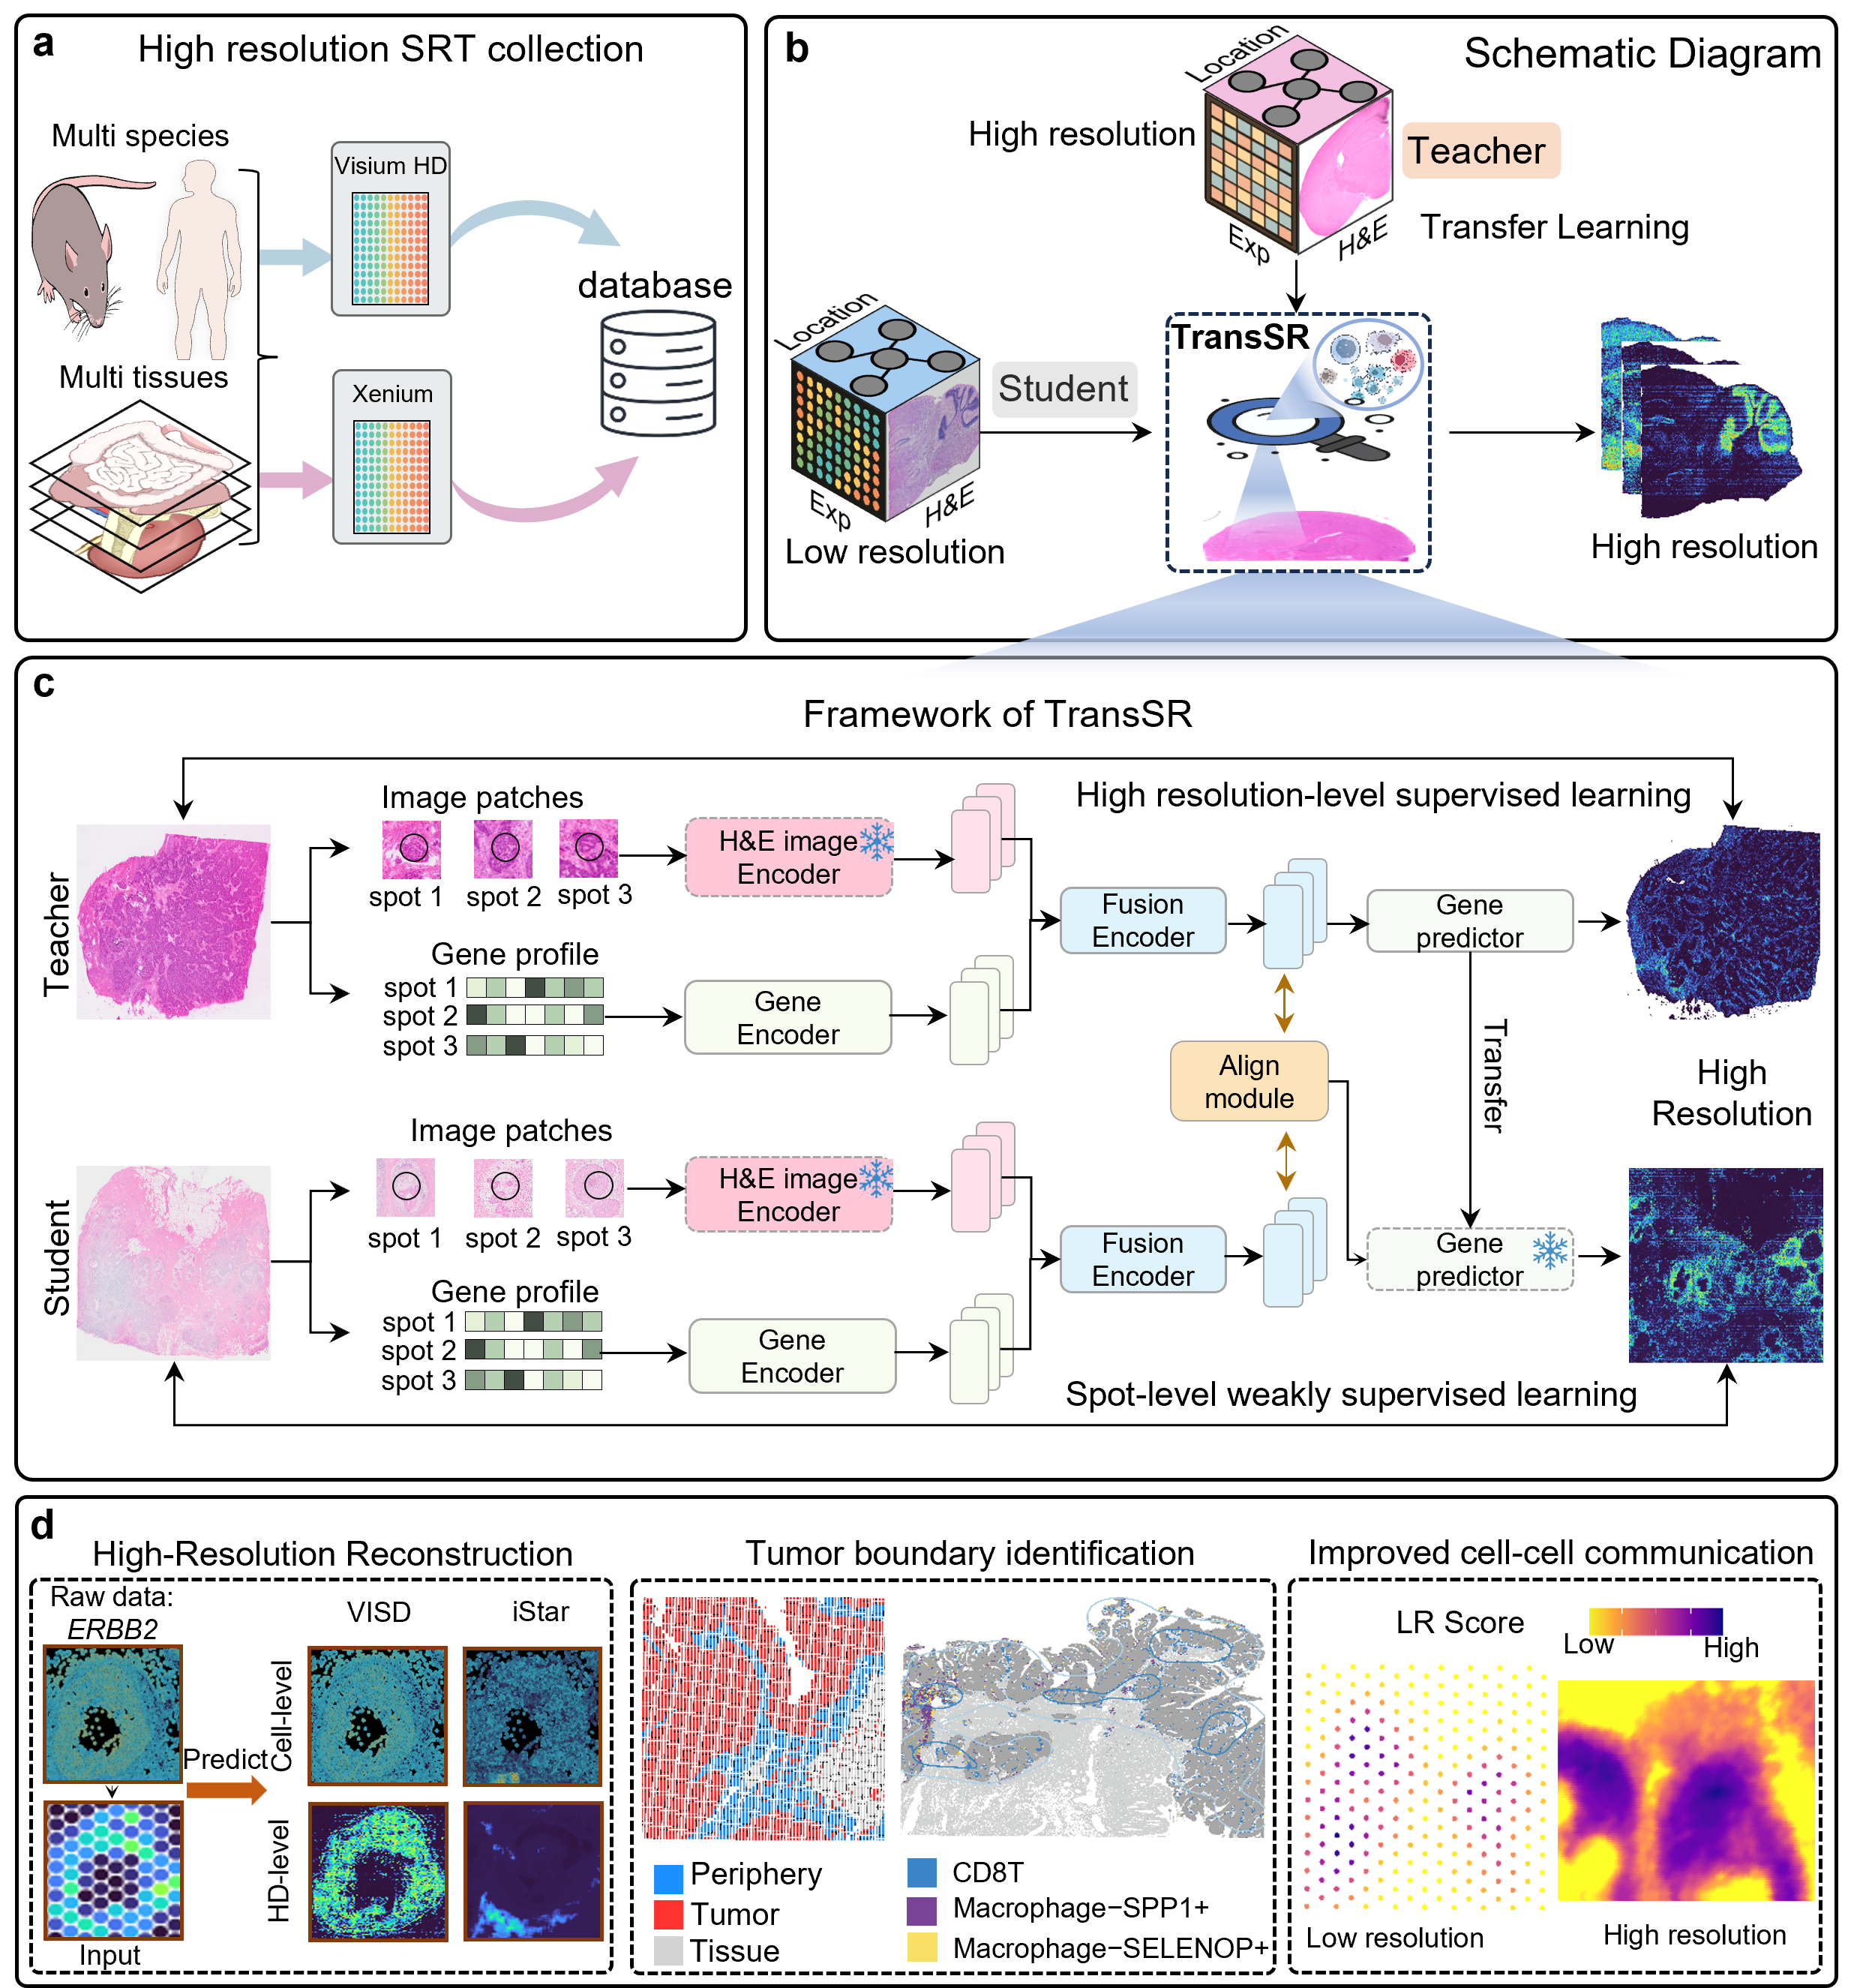 a
High resolution SRT collection
Multi species
Visium HD
database
Multi tissues
Xenium
b
Schematic Diagram
Location
High resolution
Teacher
Exp
H&E
Transfer Learning
Location
TransSR
Student
Exp
H&E
Low resolution
High resolution
c
Framework of TransSR
Teacher
Image patches
spot 1
spot 2
spot 3
H&E image
Encoder
High resolution-level supervised learning
Gene profile
spot 1
spot 2
spot 3
Gene
Encoder
Fusion
Encoder
Gene
predictor
Align
module
Transfer
High
Resolution
Student
Image patches
spot 1
spot 2
spot 3
H&E image
Encoder
Gene profile
spot 1
spot 2
spot 3
Gene
Encoder
Fusion
Encoder
Gene
predictor
Spot-level weakly supervised learning
d
High-Resolution Reconstruction
Raw data:
ERBB2
VISD
iStar
Predict
Cell-level
HD-level
Input
Tumor boundary identification
Periphery
Tumor
Tissue
CD8T
Macrophage−SPP1+
Macrophage−SELENOP+
Improved cell-cell communication
LR Score
Low
High
Low resolution
High resolution